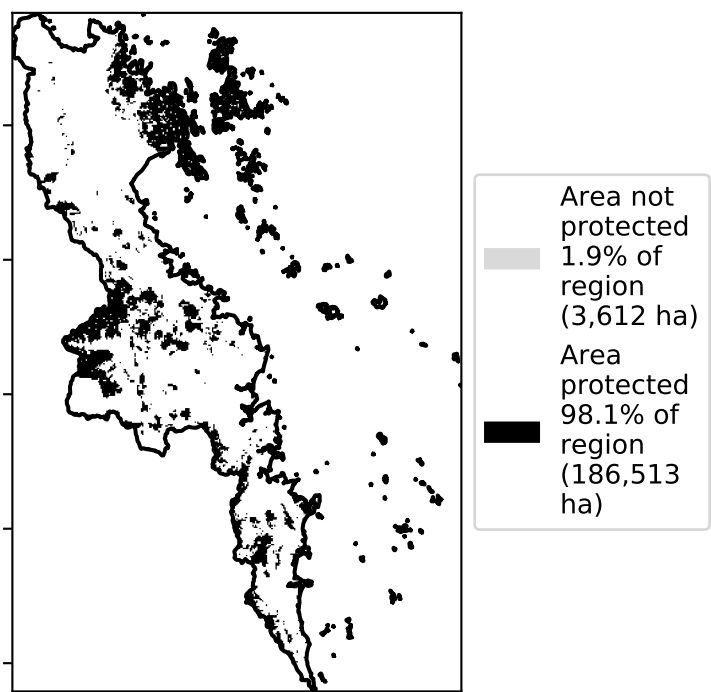 Area not
protected
1.9% of
region
(3,612 ha)
Area
protected
98.1% of
region
(186,513
ha)